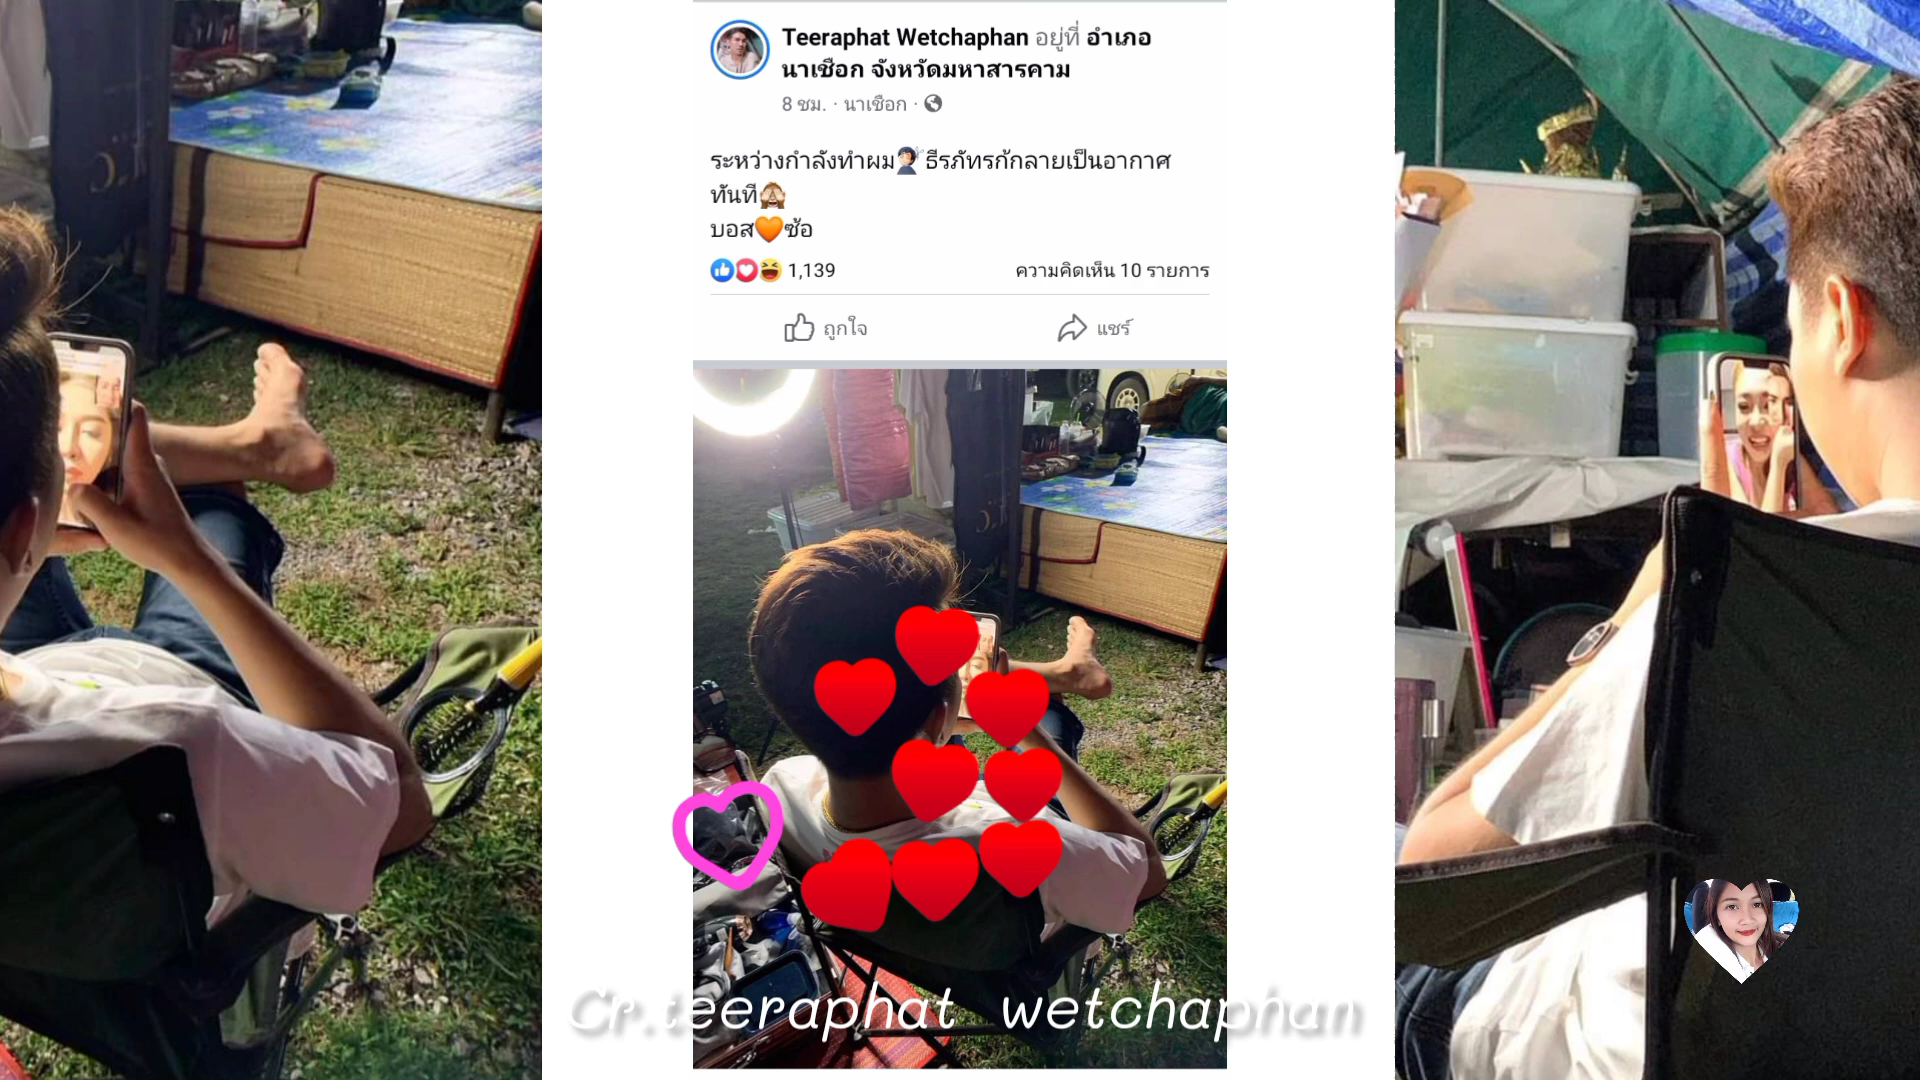 Teeraphat Wetchaphan อยู่ที่ อำเภอ
นาเชือก จังหวัดมหาสารคาม
8 ชม. · นาเชือก ·
ระหว่างกำลังทำผม💇🏻‍♂️ธีรภัทรก้กลายเป็นอากาศ
ทันที🙈
บอส🧡ซ้อ
1,139 ความคิดเห็น 10 รายการ
ถูกใจ แชร์
Cr.teeraphat wetchaphan